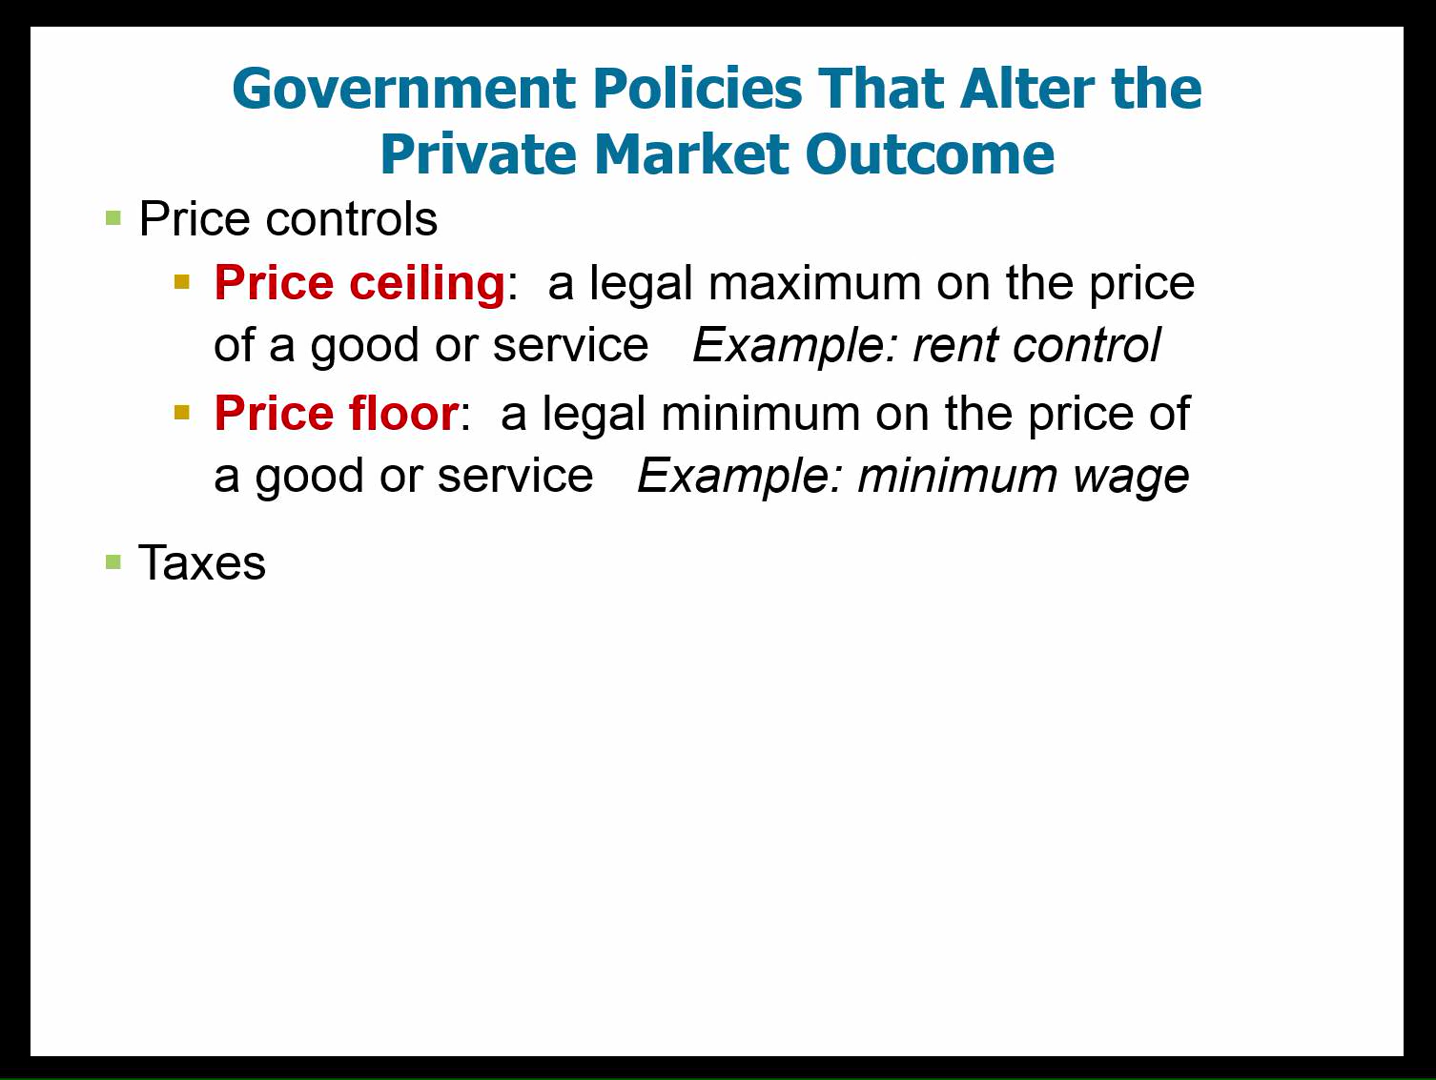 Government Policies That Alter the
Private Market Outcome
Price controls
Price ceiling: a legal maximum on the price
of a good or service Example: rent control
Price floor: a legal minimum on the price of
a good or service Example: minimum wage
Taxes